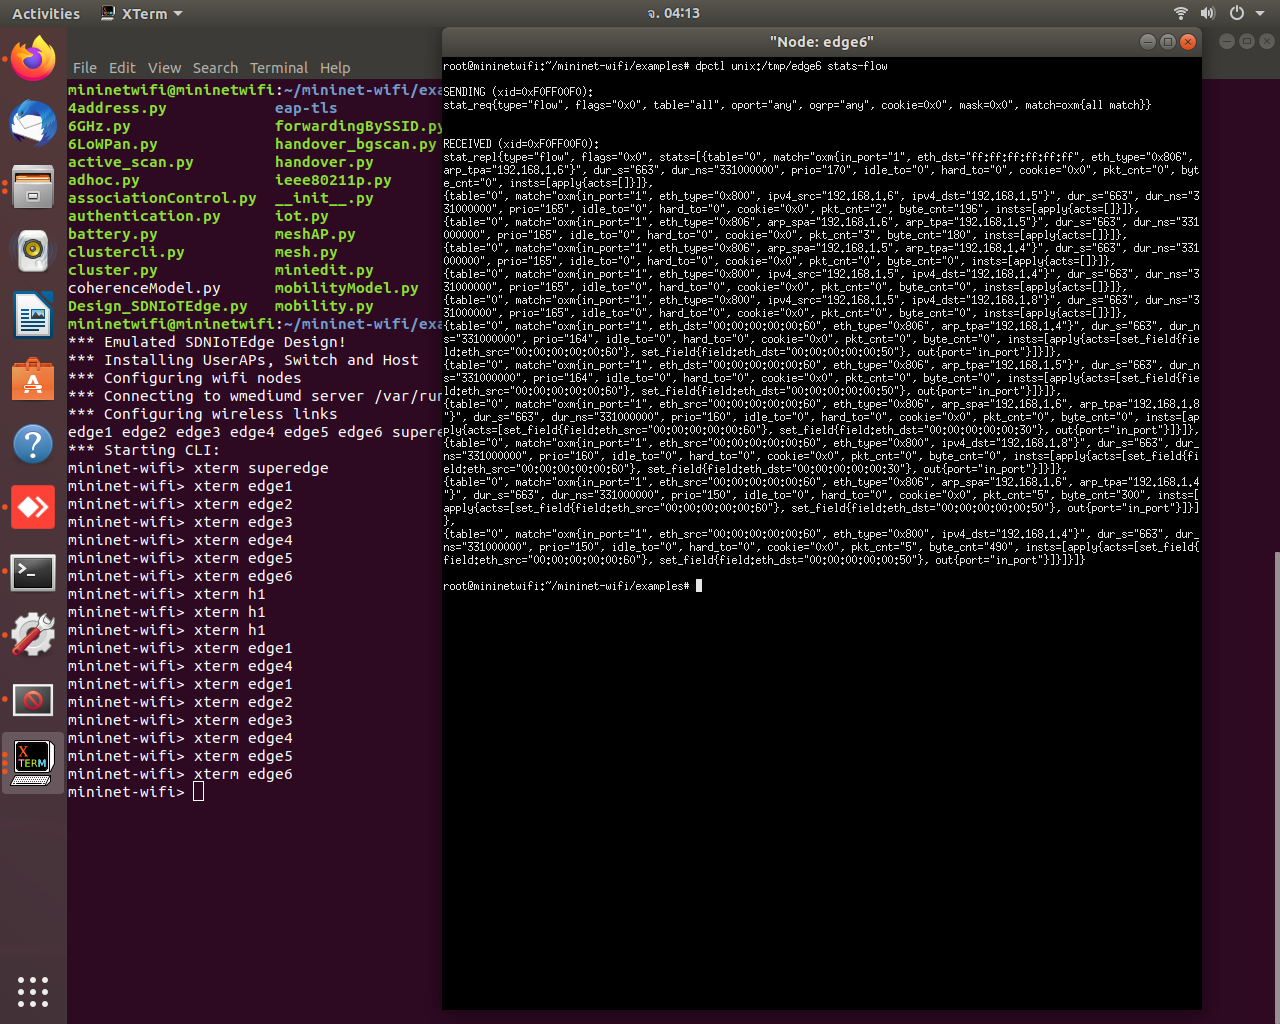 Activities
XTerm
จ. 04:13
"Node: edge6"
File Edit View Search Terminal Help
mininetwifi@mininetwifi:~/mininet-wifi/exa
4address.py eap-tls
6GHz.py forwardingBySSID.py
6LoWPan.py handover_bgscan.py
active_scan.py handover.py
adhoc.py ieee80211p.py
associationControl.py __init__.py
authentication.py iot.py
battery.py meshAP.py
clustercli.py mesh.py
cluster.py miniedit.py
coherenceModel.py mobilityModel.py
Design_SDNIoTEdge.py mobility.py
mininetwifi@mininetwifi:~/mininet-wifi/exa
*** Emulated SDNIoTEdge Design!
*** Installing UserAPs, Switch and Host
*** Configuring wifi nodes
*** Connecting to wmediumd server /var/run
*** Configuring wireless links
edge1 edge2 edge3 edge4 edge5 edge6 supere
*** Starting CLI:
mininet-wifi> xterm superedge
mininet-wifi> xterm edge1
mininet-wifi> xterm edge2
mininet-wifi> xterm edge3
mininet-wifi> xterm edge4
mininet-wifi> xterm edge5
mininet-wifi> xterm edge6
mininet-wifi> xterm h1
mininet-wifi> xterm h1
mininet-wifi> xterm h1
mininet-wifi> xterm edge1
mininet-wifi> xterm edge4
mininet-wifi> xterm edge1
mininet-wifi> xterm edge2
mininet-wifi> xterm edge3
mininet-wifi> xterm edge4
mininet-wifi> xterm edge5
mininet-wifi> xterm edge6
mininet-wifi>
root@mininetwifi:~/mininet-wifi/examples# dpctl unix:/tmp/edge6 stats-flow
SENDING (xid=0xF0FF00F0):
stat_req{type="flow", flags="0x0", table="all", oport="any", ogrp="any", cookie=0x0", mask=0x0", match=oxm{all match}}
RECEIVED (xid=0xF0FF00F0):
stat_repl{type="flow", flags="0x0", stats=[{table="0", match="oxm{in_port="1", eth_dst="ff:ff:ff:ff:ff:ff", eth_type="0x806",
arp_tpa="192.168.1.6"}", dur_s="663", dur_ns="331000000", prio="170", idle_to="0", hard_to="0", cookie="0x0", pkt_cnt="0", byt
e_cnt="0", insts=[apply{acts=[]}]},
{table="0", match="oxm{in_port="1", eth_type="0x800", ipv4_src="192.168.1.6", ipv4_dst="192.168.1.5"}", dur_s="663", dur_ns="3
31000000", prio="165", idle_to="0", hard_to="0", cookie="0x0", pkt_cnt="2", byte_cnt="196", insts=[apply{acts=[]}]},
{table="0", match="oxm{in_port="1", eth_type="0x806", arp_spa="192.168.1.6", arp_tpa="192.168.1.5"}", dur_s="663", dur_ns="331
000000", prio="165", idle_to="0", hard_to="0", cookie="0x0", pkt_cnt="3", byte_cnt="180", insts=[apply{acts=[]}]},
{table="0", match="oxm{in_port="1", eth_type="0x806", arp_spa="192.168.1.5", arp_tpa="192.168.1.4"}", dur_s="663", dur_ns="331
000000", prio="165", idle_to="0", hard_to="0", cookie="0x0", pkt_cnt="0", byte_cnt="0", insts=[apply{acts=[]}]},
{table="0", match="oxm{in_port="1", eth_type="0x800", ipv4_src="192.168.1.5", ipv4_dst="192.168.1.4"}", dur_s="663", dur_ns="3
31000000", prio="165", idle_to="0", hard_to="0", cookie="0x0", pkt_cnt="0", byte_cnt="0", insts=[apply{acts=[]}]},
{table="0", match="oxm{in_port="1", eth_type="0x800", ipv4_src="192.168.1.5", ipv4_dst="192.168.1.8"}", dur_s="663", dur_ns="3
31000000", prio="165", idle_to="0", hard_to="0", cookie="0x0", pkt_cnt="0", byte_cnt="0", insts=[apply{acts=[]}]},
{table="0", match="oxm{in_port="1", eth_dst="00:00:00:00:00:60", eth_type="0x806", arp_tpa="192.168.1.4"}", dur_s="663", dur_n
s="331000000", prio="164", idle_to="0", hard_to="0", cookie="0x0", pkt_cnt="0", byte_cnt="0", insts=[apply{acts=[set_field{fie
ld:eth_src="00:00:00:00:00:60"}, set_field{field:eth_dst="00:00:00:00:00:50"}, out{port="in_port"}]}]},
{table="0", match="oxm{in_port="1", eth_dst="00:00:00:00:00:60", eth_type="0x806", arp_tpa="192.168.1.5"}", dur_s="663", dur_n
s="331000000", prio="164", idle_to="0", hard_to="0", cookie="0x0", pkt_cnt="0", byte_cnt="0", insts=[apply{acts=[set_field{fie
ld:eth_src="00:00:00:00:00:60"}, set_field{field:eth_dst="00:00:00:00:00:50"}, out{port="in_port"}]}]},
{table="0", match="oxm{in_port="1", eth_src="00:00:00:00:00:60", eth_type="0x806", arp_spa="192.168.1.6", arp_tpa="192.168.1.8
"}", dur_s="663", dur_ns="331000000", prio="160", idle_to="0", hard_to="0", cookie="0x0", pkt_cnt="0", byte_cnt="0", insts=[ap
ply{acts=[set_field{field:eth_src="00:00:00:00:00:60"}, set_field{field:eth_dst="00:00:00:00:00:30"}, out{port="in_port"}]}]},
{table="0", match="oxm{in_port="1", eth_src="00:00:00:00:00:60", eth_type="0x800", ipv4_dst="192.168.1.8"}", dur_s="663", dur_
ns="331000000", prio="160", idle_to="0", hard_to="0", cookie="0x0", pkt_cnt="0", byte_cnt="0", insts=[apply{acts=[set_field{fi
eld:eth_src="00:00:00:00:00:60"}, set_field{field:eth_dst="00:00:00:00:00:30"}, out{port="in_port"}]}]},
{table="0", match="oxm{in_port="1", eth_src="00:00:00:00:00:60", eth_type="0x806", arp_spa="192.168.1.6", arp_tpa="192.168.1.4
"}", dur_s="663", dur_ns="331000000", prio="150", idle_to="0", hard_to="0", cookie="0x0", pkt_cnt="5", byte_cnt="300", insts=[
apply{acts=[set_field{field:eth_src="00:00:00:00:00:60"}, set_field{field:eth_dst="00:00:00:00:00:50"}, out{port="in_port"}]}]
},
{table="0", match="oxm{in_port="1", eth_src="00:00:00:00:00:60", eth_type="0x800", ipv4_dst="192.168.1.4"}", dur_s="663", dur_
ns="331000000", prio="150", idle_to="0", hard_to="0", cookie="0x0", pkt_cnt="5", byte_cnt="490", insts=[apply{acts=[set_field{
field:eth_src="00:00:00:00:00:60"}, set_field{field:eth_dst="00:00:00:00:00:50"}, out{port="in_port"}]}]}]}
root@mininetwifi:~/mininet-wifi/examples#
X
TERM